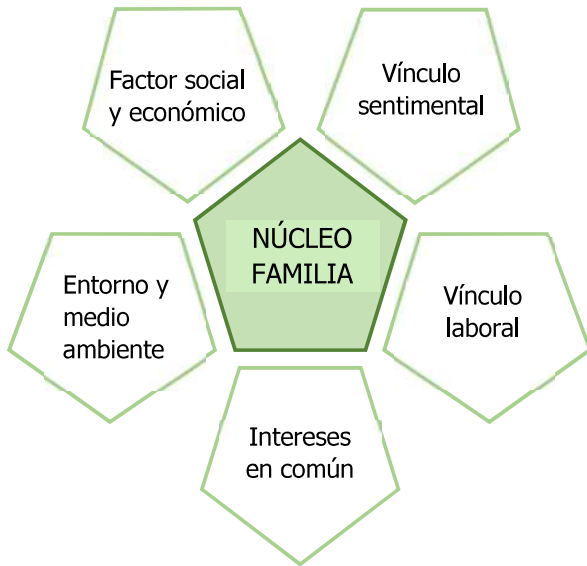 Factor social
y económico
Vínculo
sentimental
NÚCLEO
FAMILIA
Entorno y
medio
ambiente
Vínculo
laboral
Intereses
en común